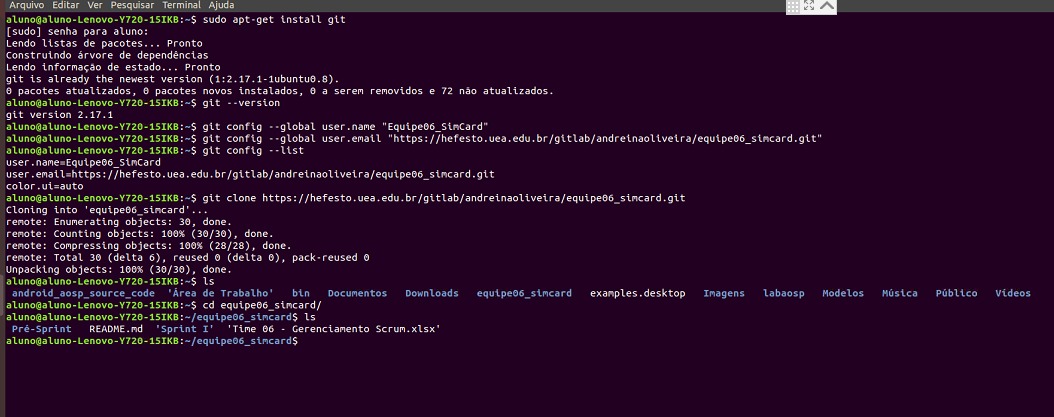 Arquivo Editar Ver Pesquisar Terminal Ajuda
aluno@aluno-Lenovo-Y720-15IKB:~$ sudo apt-get install git
[sudo] senha para aluno:
Lendo listas de pacotes... Pronto
Construindo árvore de dependências
Lendo informação de estado... Pronto
git is already the newest version (1:2.17.1-1ubuntu0.8).
0 pacotes atualizados, 0 pacotes novos instalados, 0 a serem removidos e 72 não atualizados.
aluno@aluno-Lenovo-Y720-15IKB:~$ git --version
git version 2.17.1
aluno@aluno-Lenovo-Y720-15IKB:~$ git config --global user.name "Equipe06_SimCard"
aluno@aluno-Lenovo-Y720-15IKB:~$ git config --global user.email "https://hefesto.uea.edu.br/gitlab/andreinaoliveira/equipe06_simcard.git"
aluno@aluno-Lenovo-Y720-15IKB:~$ git config --list
user.name=Equipe06_SimCard
user.email=https://hefesto.uea.edu.br/gitlab/andreinaoliveira/equipe06_simcard.git
color.ui=auto
aluno@aluno-Lenovo-Y720-15IKB:~$ git clone https://hefesto.uea.edu.br/gitlab/andreinaoliveira/equipe06_simcard.git
Cloning into 'equipe06_simcard'...
remote: Enumerating objects: 30, done.
remote: Counting objects: 100% (30/30), done.
remote: Compressing objects: 100% (28/28), done.
remote: Total 30 (delta 6), reused 0 (delta 0), pack-reused 0
Unpacking objects: 100% (30/30), done.
aluno@aluno-Lenovo-Y720-15IKB:~$ ls
android_aosp_source_code 'Área de Trabalho' bin Documentos Downloads equipe06_simcard examples.desktop Imagens labaosp Modelos Música Público Vídeos
aluno@aluno-Lenovo-Y720-15IKB:~$ cd equipe06_simcard/
aluno@aluno-Lenovo-Y720-15IKB:~/equipe06_simcard$ ls
Pré-Sprint README.md 'Sprint I' 'Time 06 - Gerenciamento Scrum.xlsx'
aluno@aluno-Lenovo-Y720-15IKB:~/equipe06_simcard$